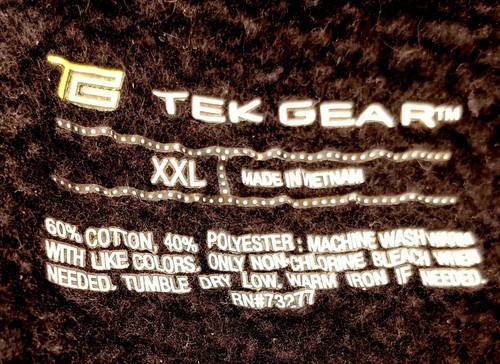 TG TEK GEAR™
XXL MADE IN VIETNAM
60% COTTON, 40% POLYESTER : MACHINE WASH WARM
WITH LIKE COLORS. ONLY NON-CHLORINE BLEACH WHEN
NEEDED. TUMBLE DRY LOW. WARM IRON IF NEEDED.
RN#73277